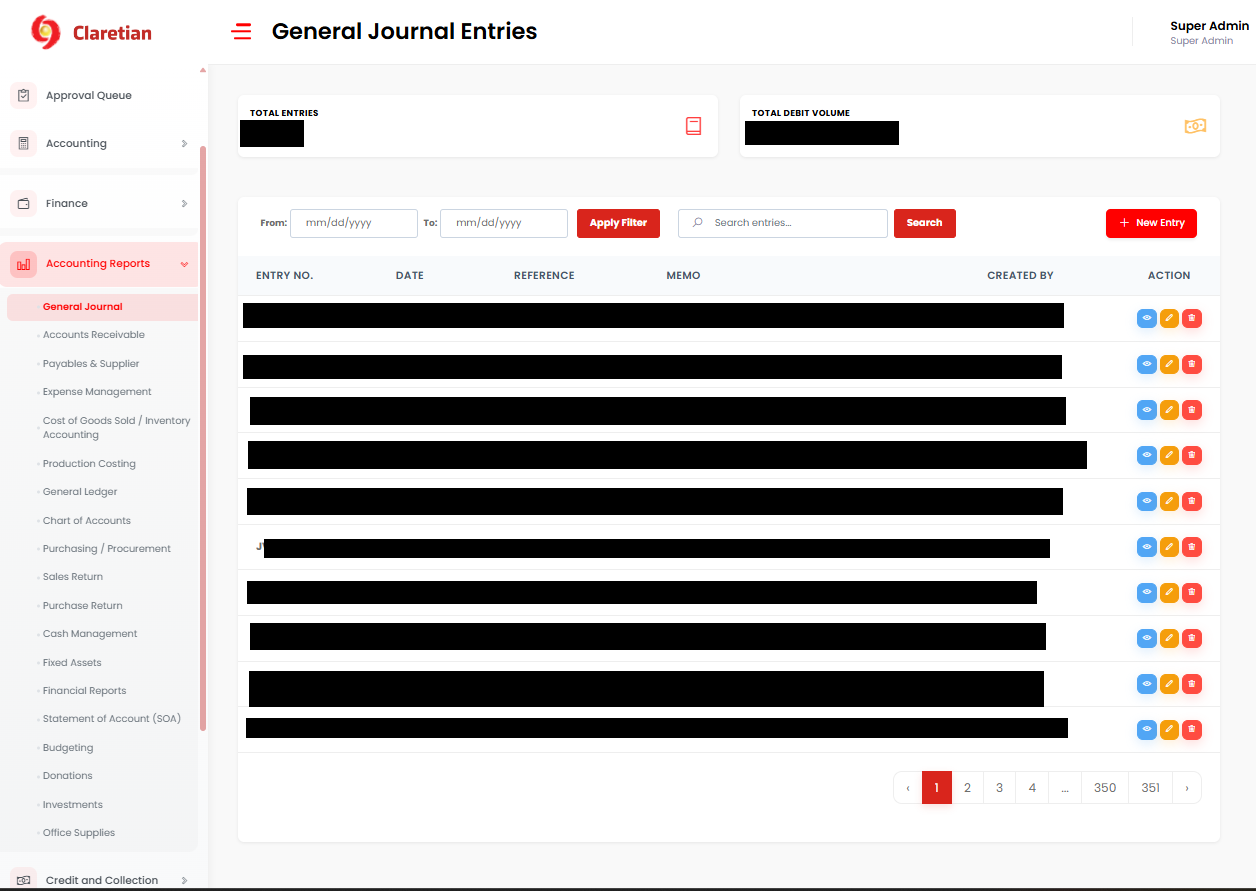 Claretian
General Journal Entries
Super Admin
Super Admin
Approval Queue
Accounting
Finance
Accounting Reports
General Journal
Accounts Receivable
Payables & Supplier
Expense Management
Cost of Goods Sold / Inventory
Accounting
Production Costing
General Ledger
Chart of Accounts
Purchasing / Procurement
Sales Return
Purchase Return
Cash Management
Fixed Assets
Financial Reports
Statement of Account (SOA)
Budgeting
Donations
Investments
Office Supplies
Credit and Collection
TOTAL ENTRIES
TOTAL DEBIT VOLUME
From: mm/dd/yyyy To: mm/dd/yyyy Apply Filter Search entries... Search + New Entry
ENTRY NO. DATE REFERENCE MEMO CREATED BY ACTION
‹ 1 2 3 4 ... 350 351 ›